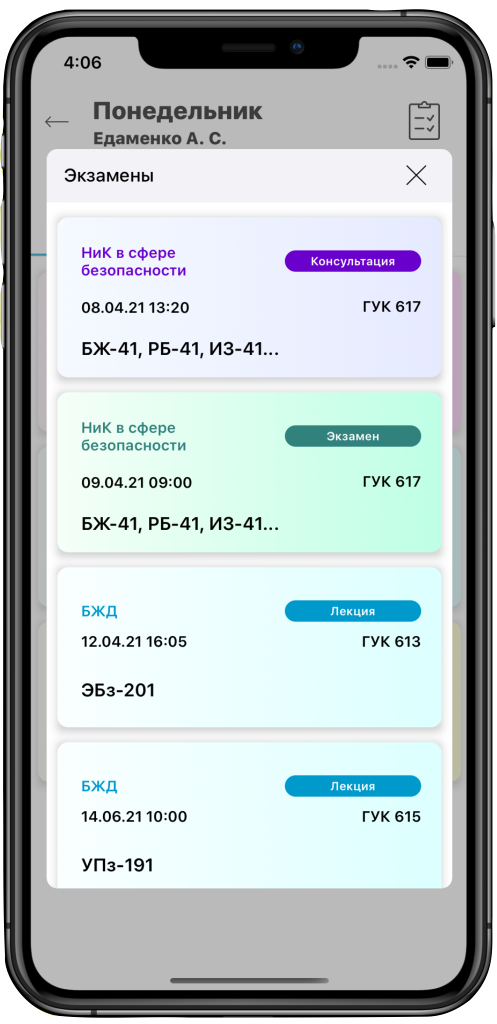 4:06
Понедельник
Едаменко А. С.
Экзамены
НиК в сфере
безопасности
Консультация
08.04.21 13:20
ГУК 617
БЖ-41, РБ-41, ИЗ-41...
НиК в сфере
безопасности
Экзамен
09.04.21 09:00
ГУК 617
БЖ-41, РБ-41, ИЗ-41...
БЖД
Лекция
12.04.21 16:05
ГУК 613
ЭБз-201
БЖД
Лекция
14.06.21 10:00
ГУК 615
УПз-191